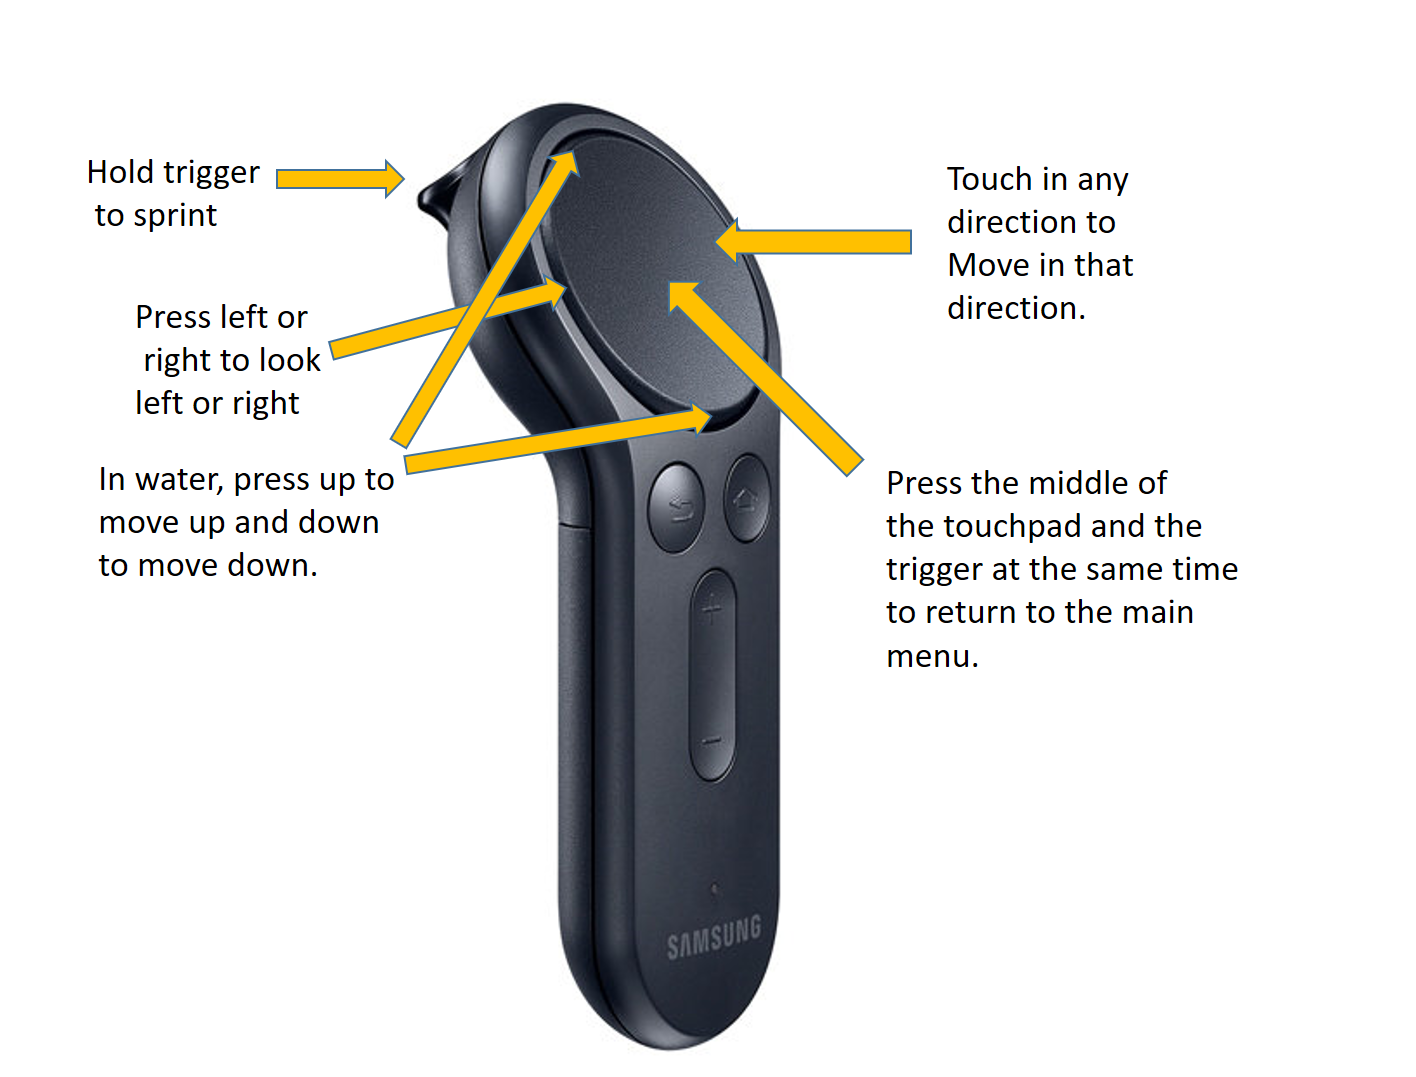 Hold trigger
to sprint
Press left or
right to look
left or right
In water, press up to
move up and down
to move down.
Touch in any
direction to
Move in that
direction.
Press the middle of
the touchpad and the
trigger at the same time
to return to the main
menu.
+
−
SAMSUNG